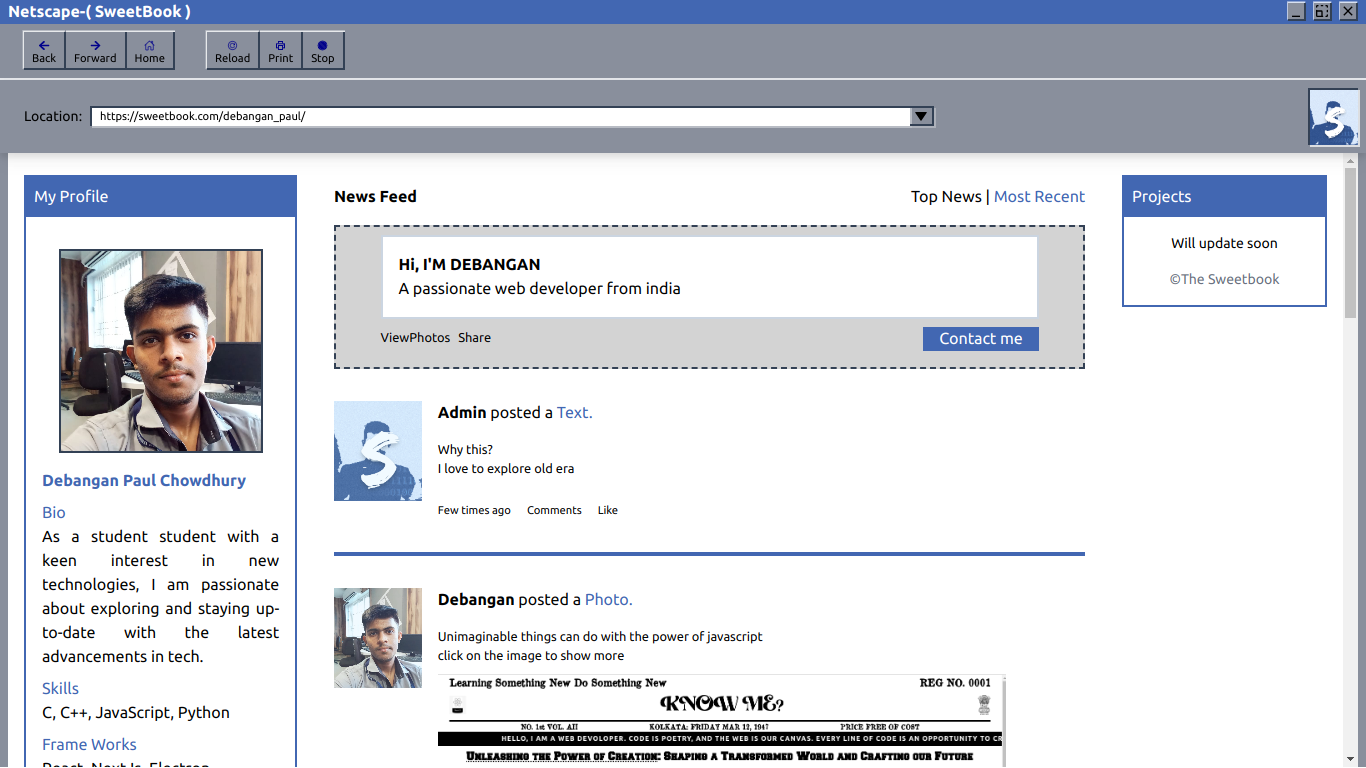 Netscape-( SweetBook )
Back Forward Home Reload Print Stop
Location: https://sweetbook.com/debangan_paul/
My Profile
Debangan Paul Chowdhury
Bio
As a student student with a
keen interest in new
technologies, I am passionate
about exploring and staying up-
to-date with the latest
advancements in tech.
Skills
C, C++, JavaScript, Python
Frame Works
React, Next.Js, Electron
News Feed
Top News | Most Recent
Hi, I'M DEBANGAN
A passionate web developer from india
ViewPhotos Share
Contact me
Admin posted a Text.
Why this?
I love to explore old era
Few times ago Comments Like
Debangan posted a Photo.
Unimaginable things can do with the power of javascript
click on the image to show more
Learning Something New Do Something New
REG NO. 0001
KNOW ME?
NO. 1st VOL. AII KOLKATA: FRIDAY MAR 12, 1947 PRICE FREE OF COST
HELLO, I AM A WEB DEVOLOPER. CODE IS POETRY, AND THE WEB IS OUR CANVAS. EVERY LINE OF CODE IS AN OPPORTUNITY TO CR
Unleashing the Power of Creation: Shaping a Transformed World and Crafting our Future
Projects
Will update soon
©The Sweetbook